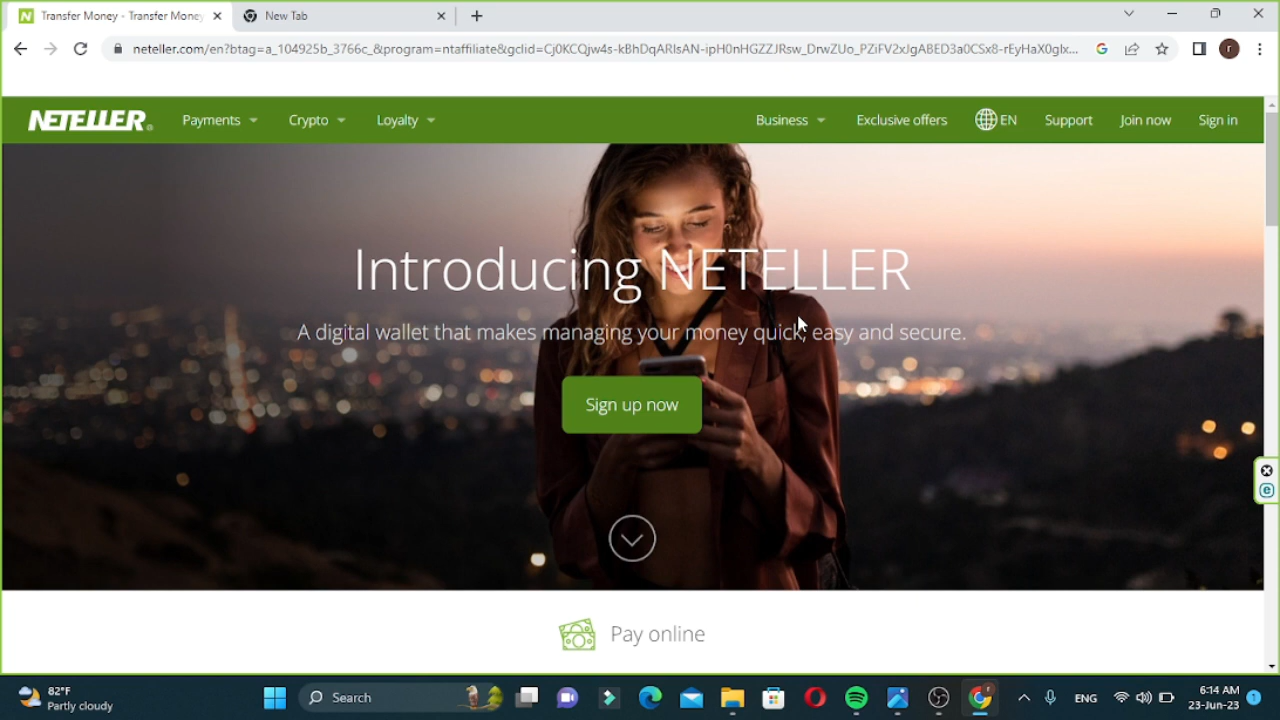 Transfer Money - Transfer Money
New Tab
neteller.com/en?btag=a_104925b_3766c_&program=ntaffiliate&gclid=Cj0KCQjw4s-kBhDqARIsAN-ipH0nHGZZJRsw_DrwZUo_PZiFV2xJgABED3a0CSx8-rEyHaX0glx...
r
NETELLER
Payments
Crypto
Loyalty
Business
Exclusive offers
EN
Support
Join now
Sign in
Introducing NETELLER
A digital wallet that makes managing your money quick, easy and secure.
Sign up now
Pay online
82°F
Partly cloudy
Search
ENG
6:14 AM
23-Jun-23
1